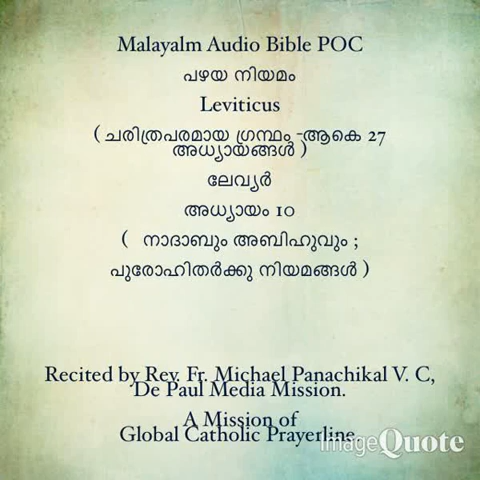 Malayalm Audio Bible POC
പഴയ നിയമം
Leviticus
( ചരിത്രപരമായ ഗ്രന്ഥം -ആകെ 27
അധ്യായങ്ങൾ )
ലേവ്യർ
അധ്യായം 10
( നാദാബും അബിഹുവും ;
പുരോഹിതർക്കു നിയമങ്ങൾ )
Recited by Rev. Fr. Michael Panachikal V. C,
De Paul Media Mission.
A Mission of
Global Catholic Prayerline
ImageQuote